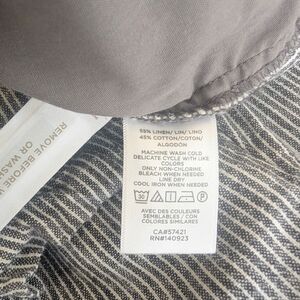 55% LINEN/ LIN/ LINO
45% COTTON/COTON/
ALGODÓN
MACHINE WASH COLD
DELICATE CYCLE WITH LIKE
COLORS
ONLY NON-CHLORINE
BLEACH WHEN NEEDED
LINE DRY
COOL IRON WHEN NEEDED
30
AVEC DES COULEURS
SEMBLABLES / CON
COLORES SIMILARES
CA#57421
RN#140923
REMOVE BEFORE
OR WASH